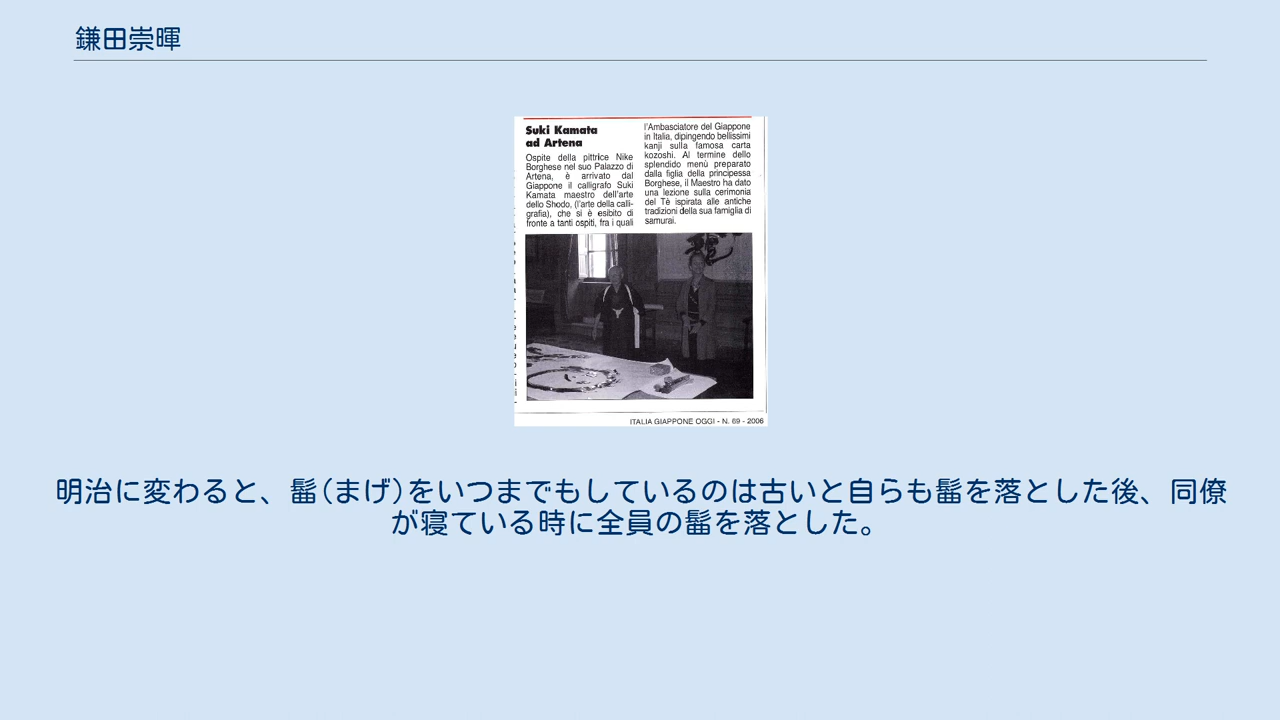 鎌田崇暉
Suki Kamata
ad Artena
Ospite della pittrice Nike
Borghese nel suo Palazzo di
Artena, è arrivato dal
Giappone il calligrafo Suki
Kamata maestro dell'arte
dello Shodo, (l'arte della calli-
grafia), che si è esibito di
fronte a tanti ospiti, fra i quali
l'Ambasciatore del Giappone
in Italia, dipingendo bellissimi
kanji sulla famosa carta
kozoshi. Al termine dello
splendido menù preparato
dalla figlia della principessa
Borghese, il Maestro ha dato
una lezione sulla cerimonia
del Tè ispirata alle antiche
tradizioni della sua famiglia di
samurai.
ITALIA GIAPPONE OGGI - N. 69 - 2006
明治に変わると、髷(まげ)をいつまでもしているのは古いと自らも髷を落とした後、同僚
が寝ている時に全員の髷を落とした。